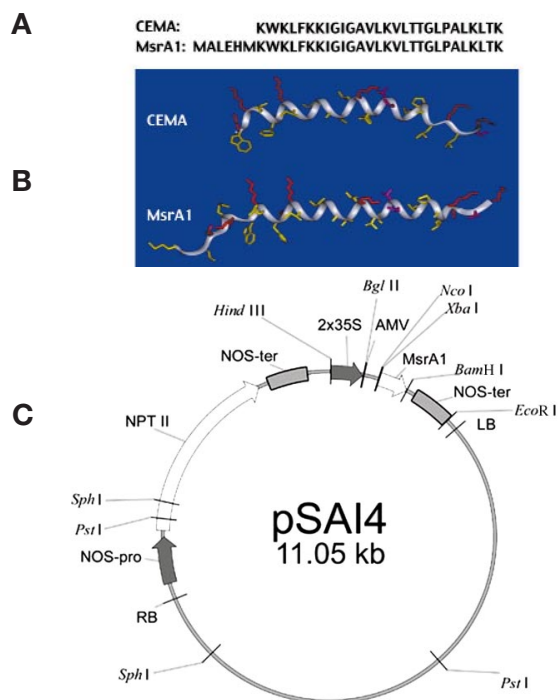 A
CEMA: KWKLFKKIGIGAVLKVLTTGLPALKLTK
MsrA1: MALEHMKWKLFKKIGIGAVLKVLTTGLPALKLTK
CEMA
B
MsrA1
C
Hind III
2x35S
Bgl II
AMV
Nco I
Xba I
MsrA1
BamH I
NOS-ter
EcoR I
LB
NOS-ter
NPT II
Sph I
Pst I
NOS-pro
RB
Sph I
Pst I
pSAI4
11.05 kb